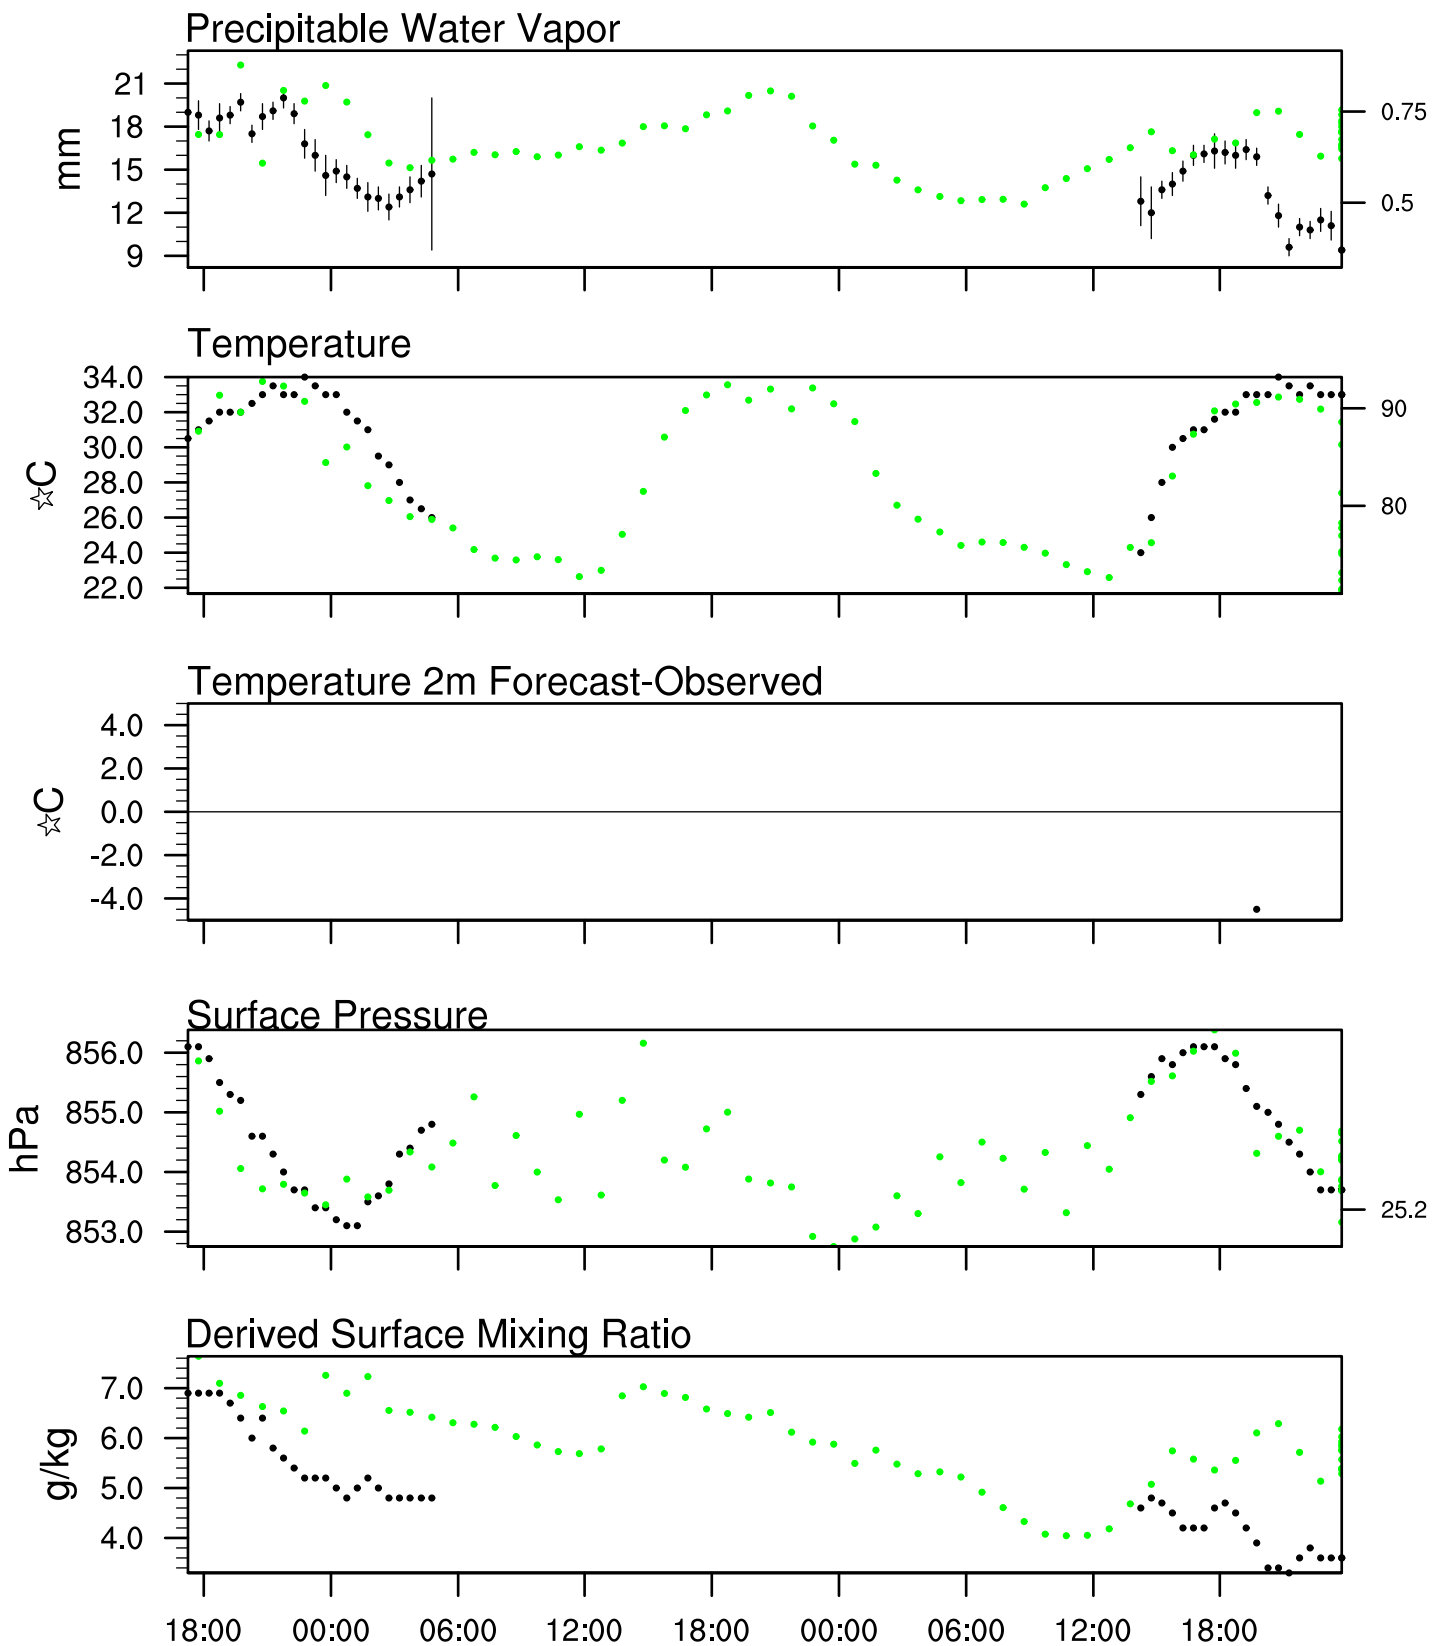 Precipitable Water Vapor
21
18
15
12
9
mm
0.75
0.5
Temperature
34.0
32.0
30.0
28.0
26.0
24.0
22.0
☆C
90
80
Temperature 2m Forecast-Observed
4.0
2.0
0.0
-2.0
-4.0
☆C
Surface Pressure
856.0
855.0
854.0
853.0
hPa
25.2
Derived Surface Mixing Ratio
7.0
6.0
5.0
4.0
g/kg
18:00 00:00 06:00 12:00 18:00 00:00 06:00 12:00 18:00